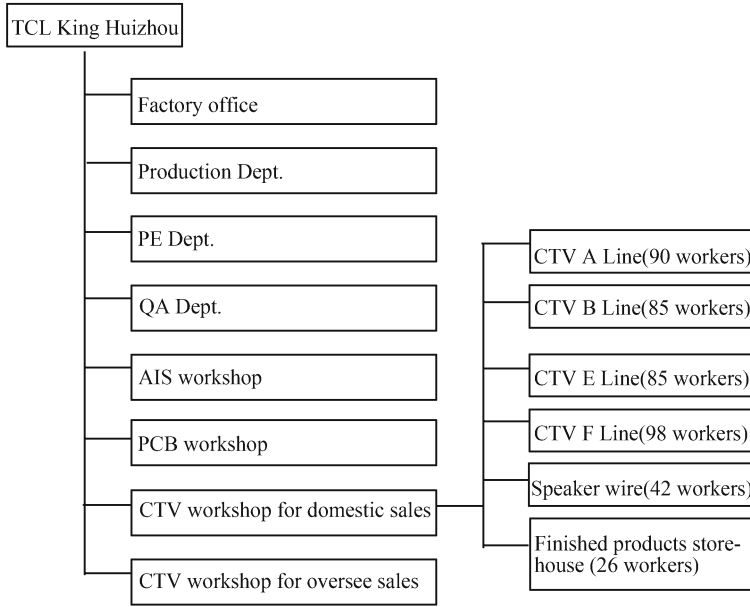 TCL King Huizhou
Factory office
Production Dept.
PE Dept.
QA Dept.
AIS workshop
PCB workshop
CTV workshop for domestic sales
CTV workshop for oversee sales
CTV A Line(90 workers)
CTV B Line(85 workers)
CTV E Line(85 workers)
CTV F Line(98 workers)
Speaker wire(42 workers)
Finished products store-
house (26 workers)